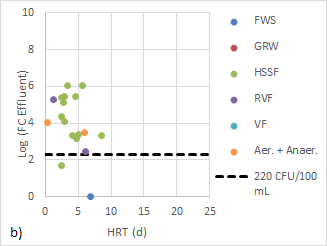 10
8
6
4
2
0
Log (FC Effluent)
0 5 10 15 20 25
HRT (d)
b)
FWS
GRW
HSSF
RVF
VF
Aer. + Anaer.
220 CFU/100
mL